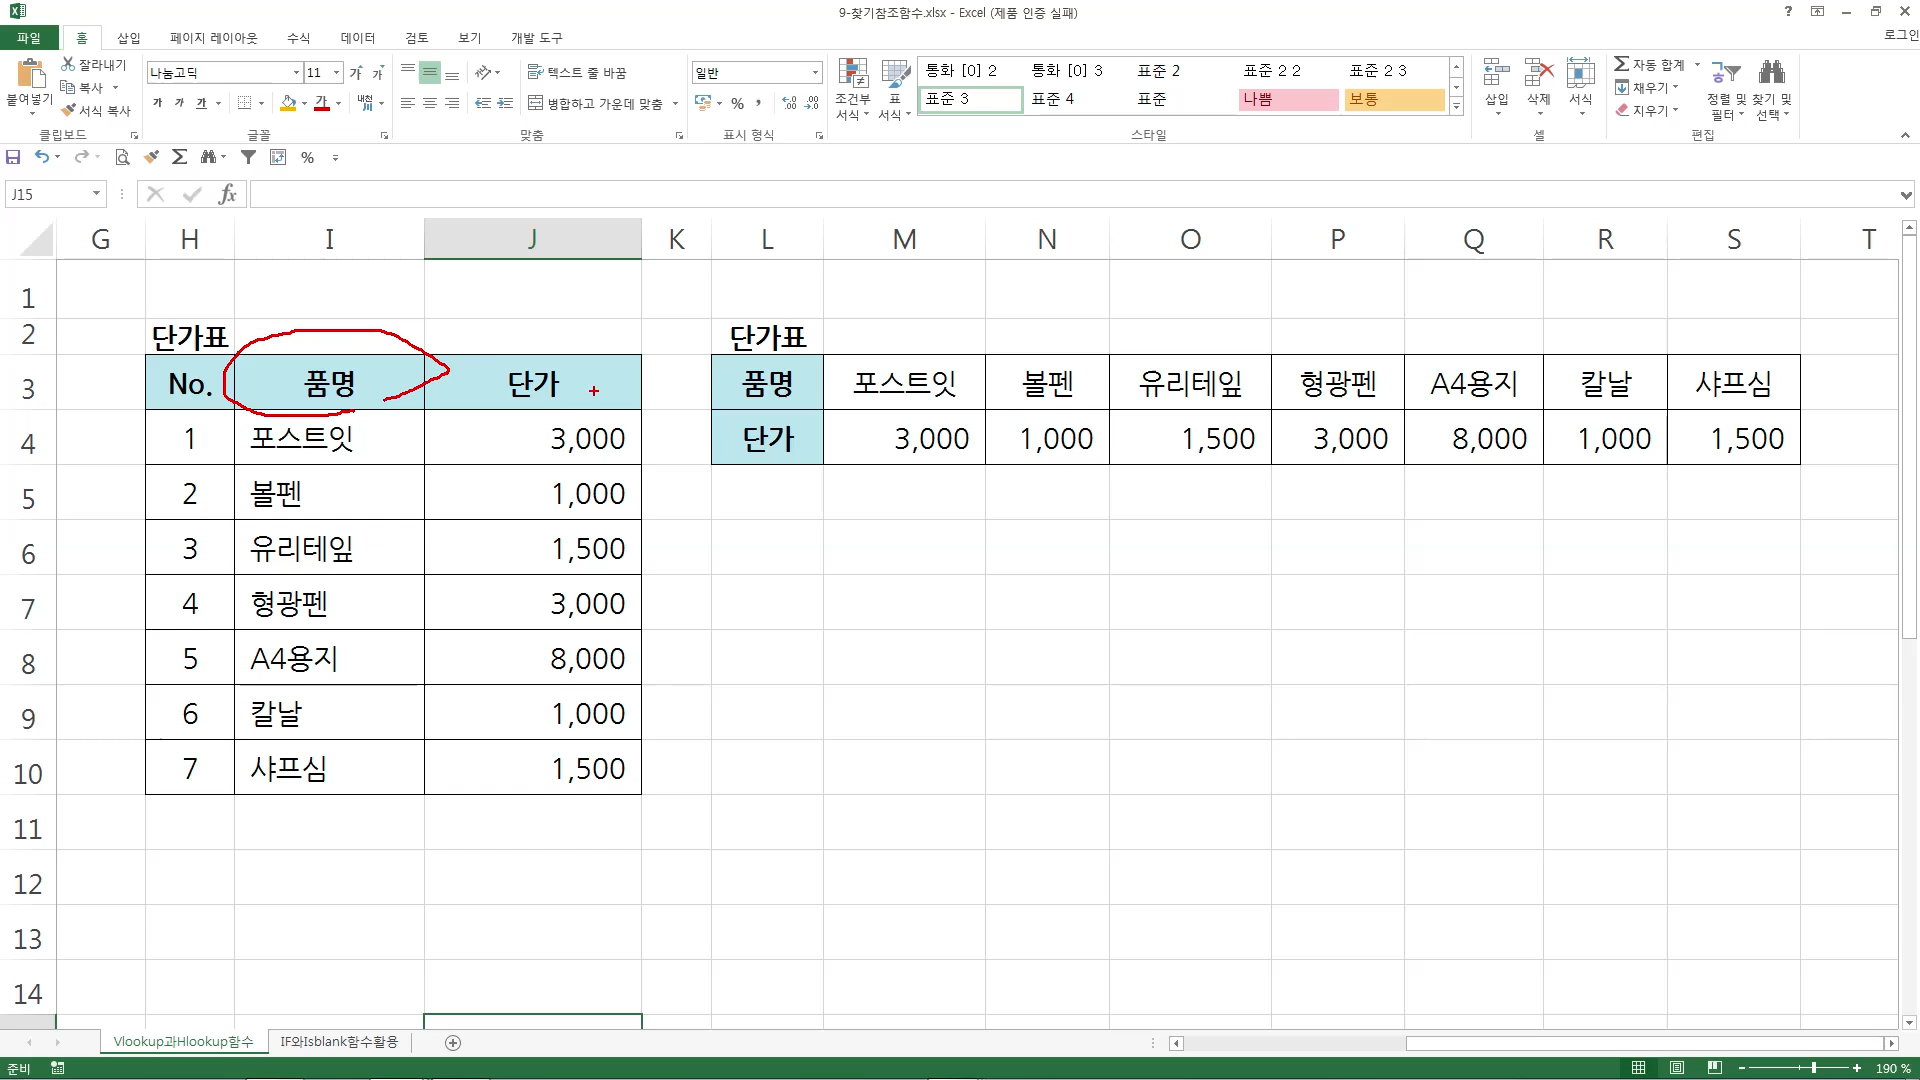 9-찾기참조함수.xlsx - Excel (제품 인증 실패)
파일 홈 삽입 페이지 레이아웃 수식 데이터 검토 보기 개발 도구 로그인
붙여넣기 잘라내기 복사 서식 복사 클립보드
나눔고딕 11 가 가 가 가 가 가 내천 글꼴
텍스트 줄 바꿈 병합하고 가운데 맞춤 맞춤
일반 % , 표시 형식
조건부 서식 표 서식
통화 [0] 2 통화 [0] 3 표준 2 표준 2 2 표준 2 3
표준 3 표준 4 표준 나쁨 보통
스타일
삽입 삭제 서식 셀
자동 합계 채우기 지우기 정렬 및 필터 찾기 및 선택 편집
J15 fx
G H I J K L M N O P Q R S T
1
2 단가표 단가표
3 No. 품명 단가 품명 포스트잇 볼펜 유리테잎 형광펜 A4용지 칼날 샤프심
4 1 포스트잇 3,000 단가 3,000 1,000 1,500 3,000 8,000 1,000 1,500
5 2 볼펜 1,000
6 3 유리테잎 1,500
7 4 형광펜 3,000
8 5 A4용지 8,000
9 6 칼날 1,000
10 7 샤프심 1,500
11
12
13
14
Vlookup과Hlookup함수 IF와Isblank함수활용
준비 190 %